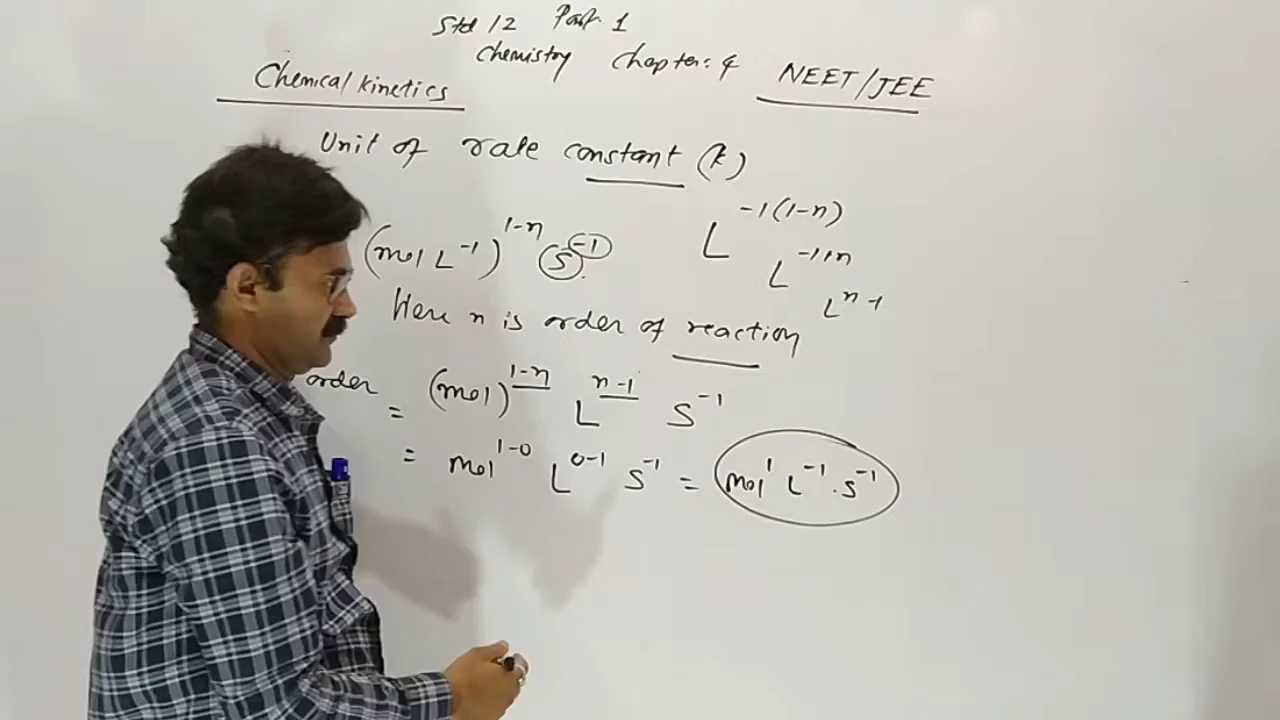 Std 12 Part 1
Chemistry Chapter: 4
Chemical kinetics
NEET/JEE
Unit of rate constant (k)
(mol L⁻¹)¹⁻ⁿ S⁻¹
L⁻¹⁽¹⁻ⁿ⁾
L⁻¹⁺ⁿ
Lⁿ⁻¹
Here n is order of reaction
order = (mol)¹⁻ⁿ Lⁿ⁻¹ S⁻¹
= mol¹⁻⁰ L⁰⁻¹ S⁻¹ = mol¹ L⁻¹ . S⁻¹